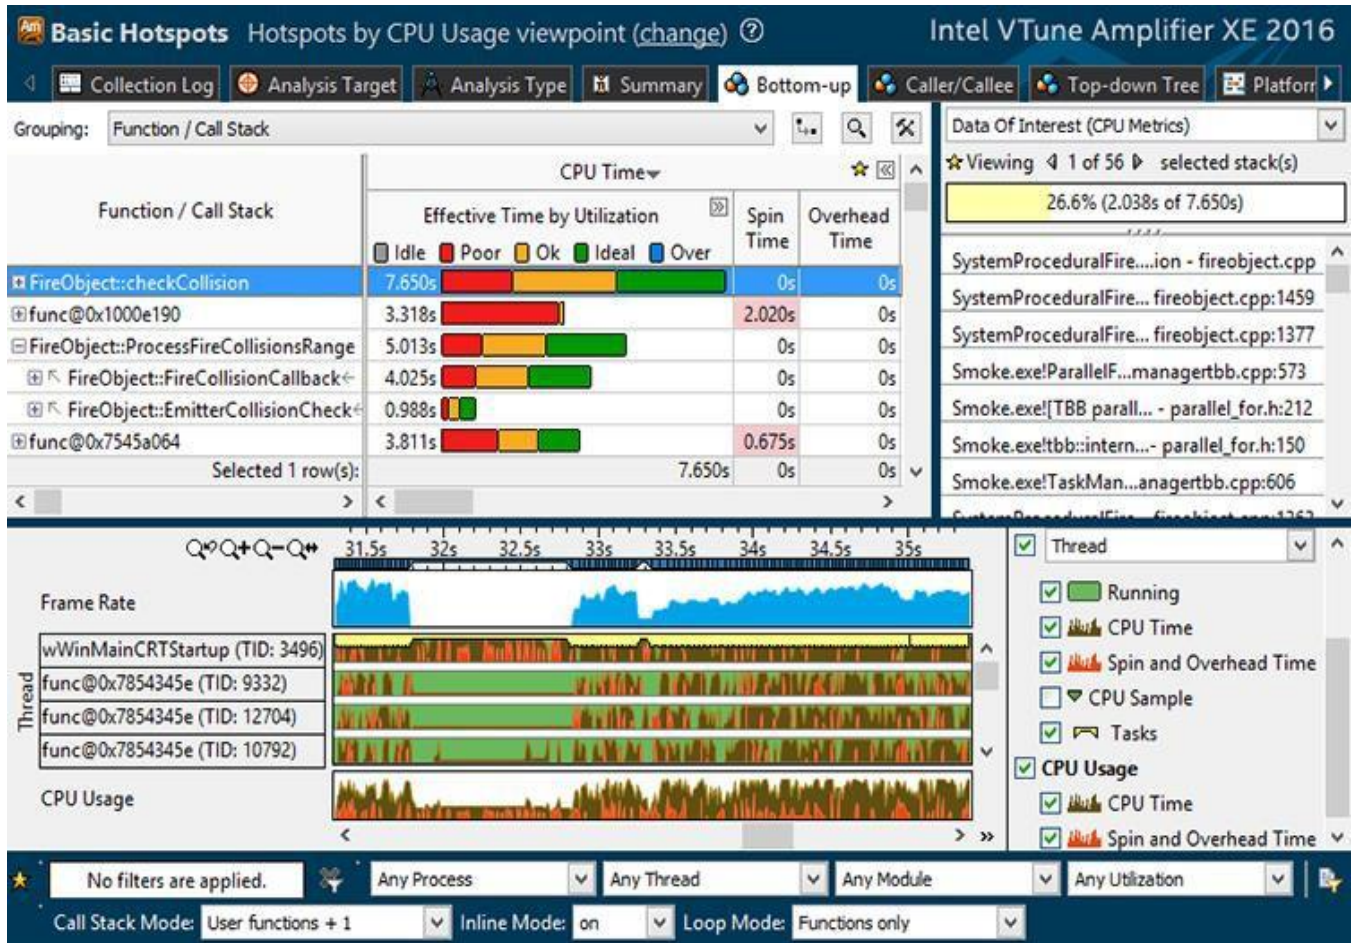 Am Basic Hotspots Hotspots by CPU Usage viewpoint (change) ? Intel VTune Amplifier XE 2016
Collection Log Analysis Target Analysis Type Summary Bottom-up Caller/Callee Top-down Tree Platforr
Grouping: Function / Call Stack
Function / Call Stack
CPU Time
Effective Time by Utilization
Idle Poor Ok Ideal Over
Spin Time
Overhead Time
FireObject::checkCollision 7.650s 0s 0s
func@0x1000e190 3.318s 2.020s 0s
FireObject::ProcessFireCollisionsRange 5.013s 0s 0s
FireObject::FireCollisionCallback 4.025s 0s 0s
FireObject::EmitterCollisionCheck 0.988s 0s 0s
func@0x7545a064 3.811s 0.675s 0s
Selected 1 row(s): 7.650s 0s 0s
Data Of Interest (CPU Metrics)
Viewing 1 of 56 selected stack(s)
26.6% (2.038s of 7.650s)
SystemProceduralFire....ion - fireobject.cpp
SystemProceduralFire... fireobject.cpp:1459
SystemProceduralFire... fireobject.cpp:1377
Smoke.exe!ParallelF...managertbb.cpp:573
Smoke.exe![TBB parall... - parallel_for.h:212
Smoke.exe!tbb::intern...- parallel_for.h:150
Smoke.exe!TaskMan...anagertbb.cpp:606
31.5s 32s 32.5s 33s 33.5s 34s 34.5s 35s
Frame Rate
Thread
wWinMainCRTStartup (TID: 3496)
func@0x7854345e (TID: 9332)
func@0x7854345e (TID: 12704)
func@0x7854345e (TID: 10792)
CPU Usage
Thread
Running
CPU Time
Spin and Overhead Time
CPU Sample
Tasks
CPU Usage
CPU Time
Spin and Overhead Time
No filters are applied. Any Process Any Thread Any Module Any Utilization
Call Stack Mode: User functions + 1 Inline Mode: on Loop Mode: Functions only